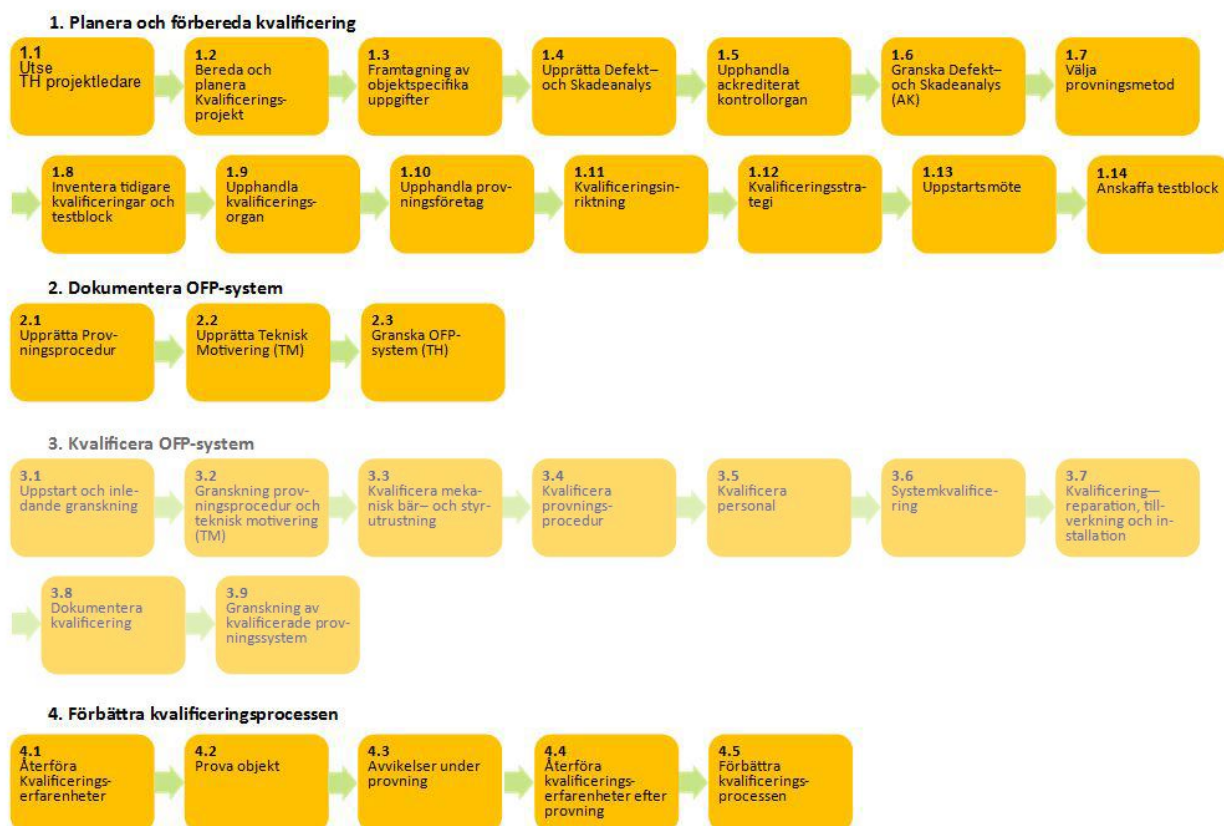 1. Planera och förbereda kvalificering
1.1
Utse
TH projektledare
1.2
Bereda och
planera
Kvalificerings-
projekt
1.3
Framtagning av
objektspecifika
uppgifter
1.4
Upprätta Defekt–
och Skadeanalys
1.5
Upphandla
ackrediterat
kontrollorgan
1.6
Granska Defekt–
och Skadeanalys
(AK)
1.7
Välja
provningsmetod
1.8
Inventera tidigare
kvalificeringar och
testblock
1.9
Upphandla
kvalificerings-
organ
1.10
Upphandla prov-
ningsföretag
1.11
Kvalificeringsin-
riktning
1.12
Kvalificeringsstra-
tegi
1.13
Uppstartsmöte
1.14
Anskaffa testblock
2. Dokumentera OFP-system
2.1
Upprätta Prov-
ningsprocedur
2.2
Upprätta Teknisk
Motivering (TM)
2.3
Granska OFP-
system (TH)
3. Kvalificera OFP-system
3.1
Uppstart och inle-
dande granskning
3.2
Granskning prov-
ningsprocedur och
teknisk motivering
(TM)
3.3
Kvalificera meka-
nisk bär– och styr-
utrustning
3.4
Kvalificera
provnings-
procedur
3.5
Kvalificera
personal
3.6
Systemkvalifice-
ring
3.7
Kvalificering—
reparation, till-
verkning och in-
stallation
3.8
Dokumentera
kvalificering
3.9
Granskning av
kvalificerade prov-
ningssystem
4. Förbättra kvalificeringsprocessen
4.1
Återföra
Kvalificerings-
erfarenheter
4.2
Prova objekt
4.3
Avvikelser under
provning
4.4
Återföra
kvalificerings-
erfarenheter efter
provning
4.5
Förbättra
kvalificerings-
processen